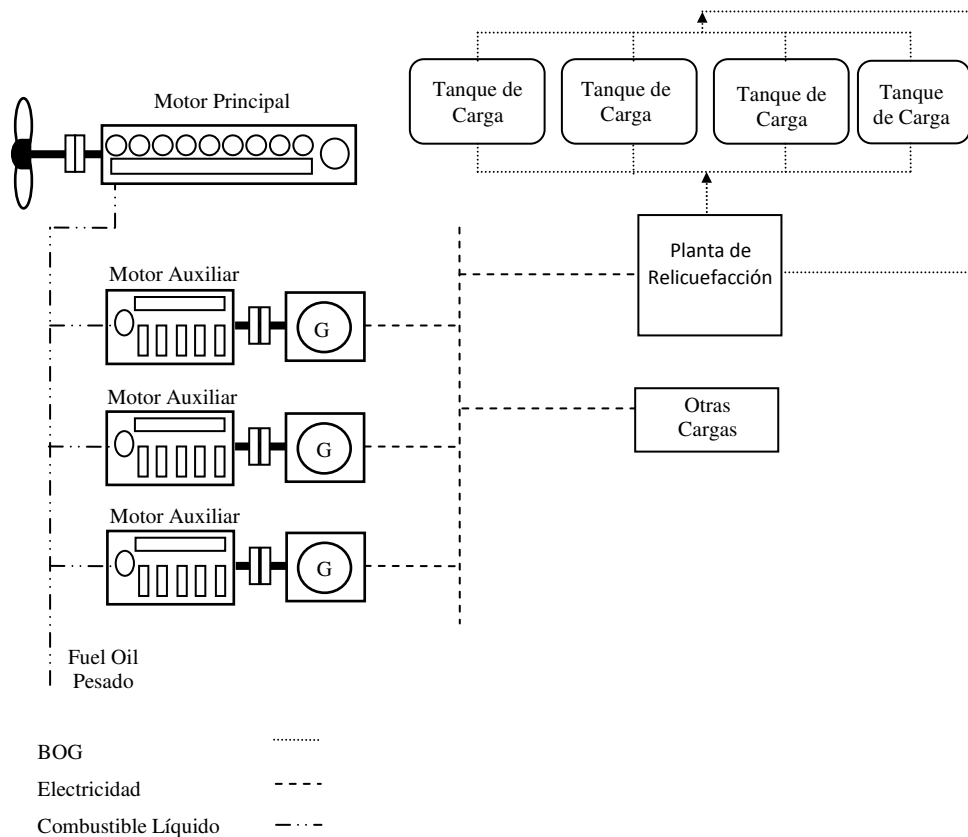 Tanque de
Carga
Tanque de
Carga
Tanque de
Carga
Tanque
de Carga
Motor Principal
Planta de
Relicuefacción
Motor Auxiliar
G
Otras
Cargas
Motor Auxiliar
G
Motor Auxiliar
G
Fuel Oil
Pesado
BOG
Electricidad
Combustible Líquido